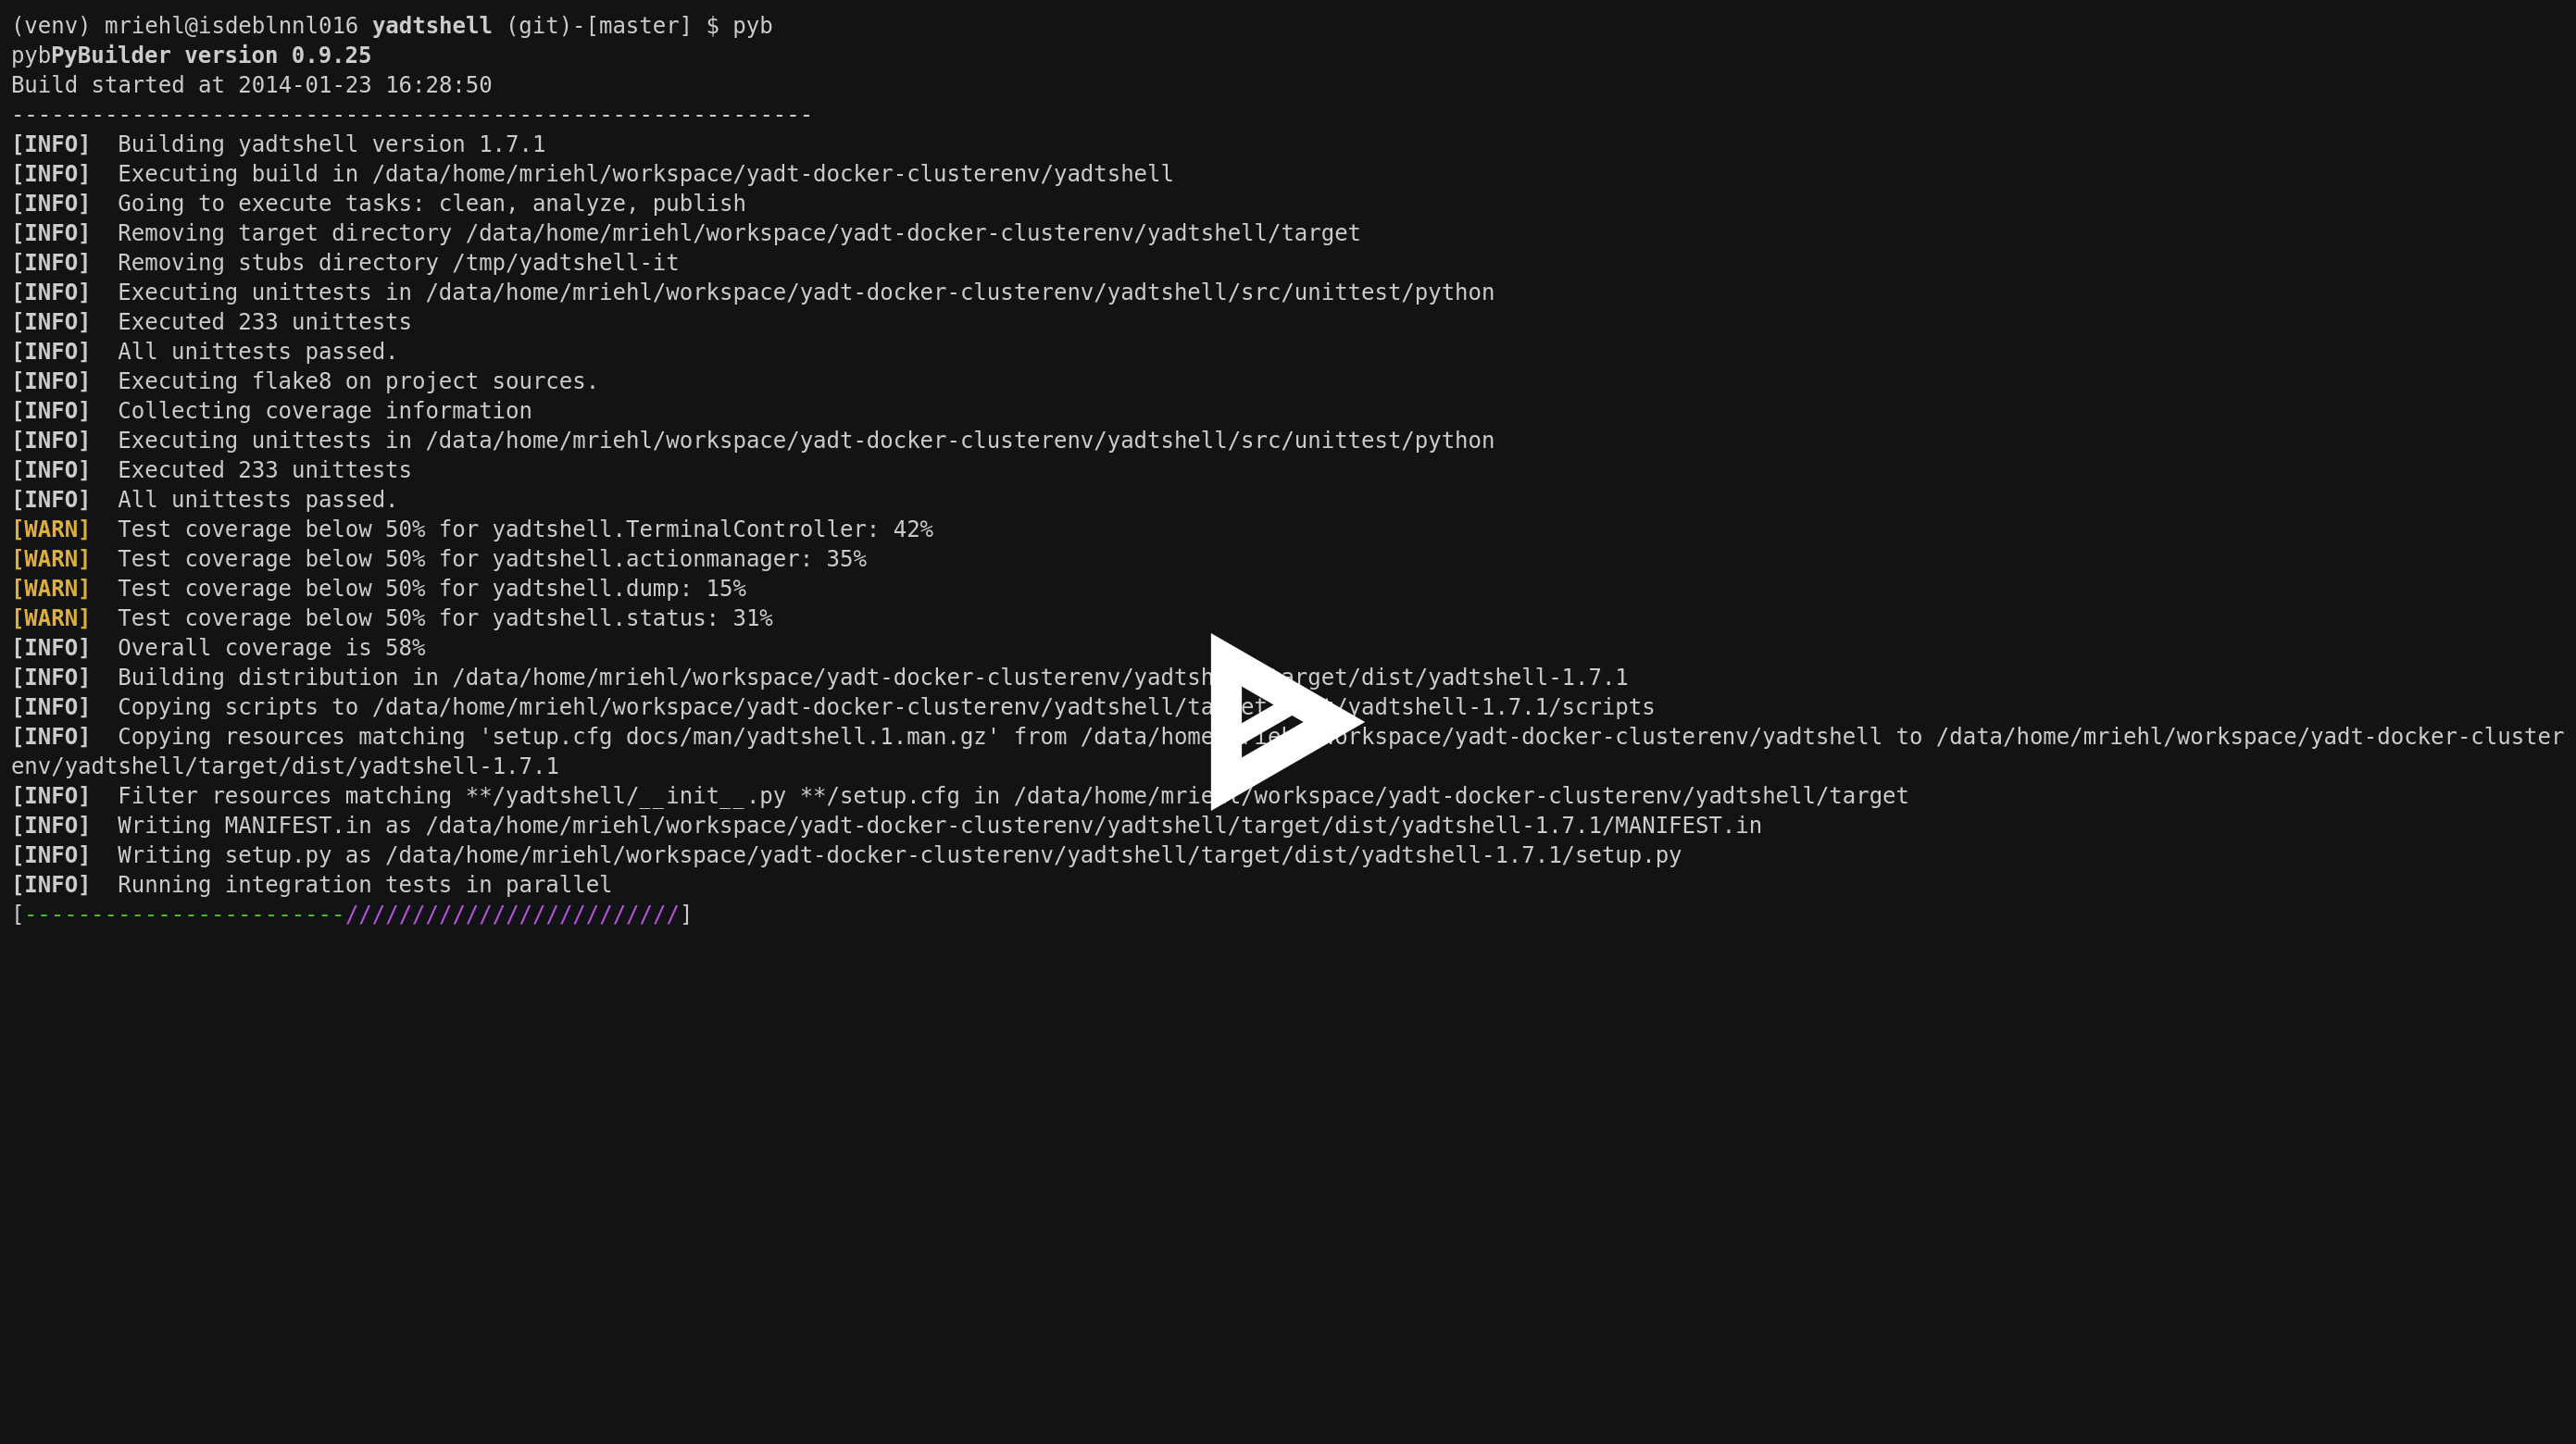 (venv) mriehl@isdeblnnl016 yadtshell (git)-[master] $ pyb
pybPyBuilder version 0.9.25
Build started at 2014-01-23 16:28:50
------------------------------------------------------------
[INFO]  Building yadtshell version 1.7.1
[INFO]  Executing build in /data/home/mriehl/workspace/yadt-docker-clusterenv/yadtshell
[INFO]  Going to execute tasks: clean, analyze, publish
[INFO]  Removing target directory /data/home/mriehl/workspace/yadt-docker-clusterenv/yadtshell/target
[INFO]  Removing stubs directory /tmp/yadtshell-it
[INFO]  Executing unittests in /data/home/mriehl/workspace/yadt-docker-clusterenv/yadtshell/src/unittest/python
[INFO]  Executed 233 unittests
[INFO]  All unittests passed.
[INFO]  Executing flake8 on project sources.
[INFO]  Collecting coverage information
[INFO]  Executing unittests in /data/home/mriehl/workspace/yadt-docker-clusterenv/yadtshell/src/unittest/python
[INFO]  Executed 233 unittests
[INFO]  All unittests passed.
[WARN]  Test coverage below 50% for yadtshell.TerminalController: 42%
[WARN]  Test coverage below 50% for yadtshell.actionmanager: 35%
[WARN]  Test coverage below 50% for yadtshell.dump: 15%
[WARN]  Test coverage below 50% for yadtshell.status: 31%
[INFO]  Overall coverage is 58%
[INFO]  Building distribution in /data/home/mriehl/workspace/yadt-docker-clusterenv/yadtshell/target/dist/yadtshell-1.7.1
[INFO]  Copying scripts to /data/home/mriehl/workspace/yadt-docker-clusterenv/yadtshell/target/dist/yadtshell-1.7.1/scripts
[INFO]  Copying resources matching 'setup.cfg docs/man/yadtshell.1.man.gz' from /data/home/mriehl/workspace/yadt-docker-clusterenv/yadtshell to /data/home/mriehl/workspace/yadt-docker-cluster
env/yadtshell/target/dist/yadtshell-1.7.1
[INFO]  Filter resources matching **/yadtshell/__init__.py **/setup.cfg in /data/home/mriehl/workspace/yadt-docker-clusterenv/yadtshell/target
[INFO]  Writing MANIFEST.in as /data/home/mriehl/workspace/yadt-docker-clusterenv/yadtshell/target/dist/yadtshell-1.7.1/MANIFEST.in
[INFO]  Writing setup.py as /data/home/mriehl/workspace/yadt-docker-clusterenv/yadtshell/target/dist/yadtshell-1.7.1/setup.py
[INFO]  Running integration tests in parallel
[------------------------/////////////////////////]